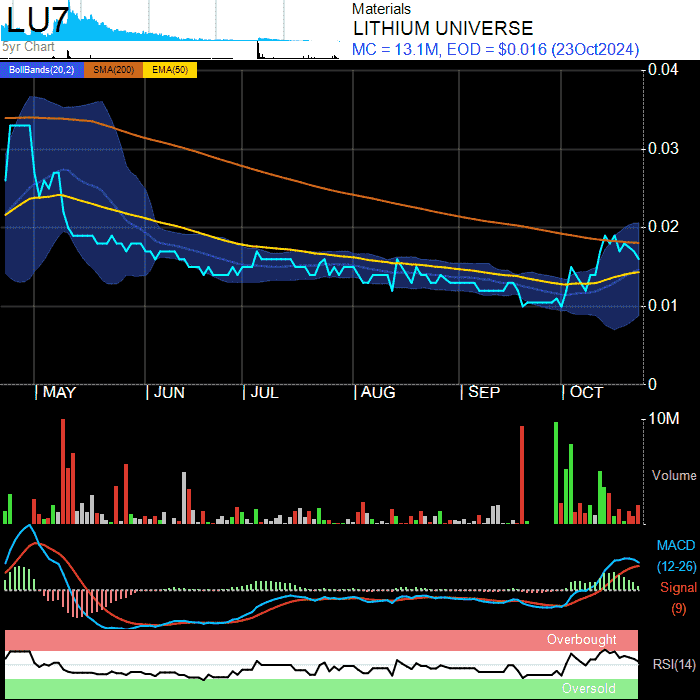 LU7
5yr Chart
Materials
LITHIUM UNIVERSE
MC = 13.1M, EOD = $0.016 (23Oct2024)
BollBands(20,2) SMA(200) EMA(50)
0.04
0.03
0.02
0.01
0
MAY JUN JUL AUG SEP OCT
10M
Volume
MACD
(12-26)
Signal
(9)
Overbought
RSI(14)
Oversold